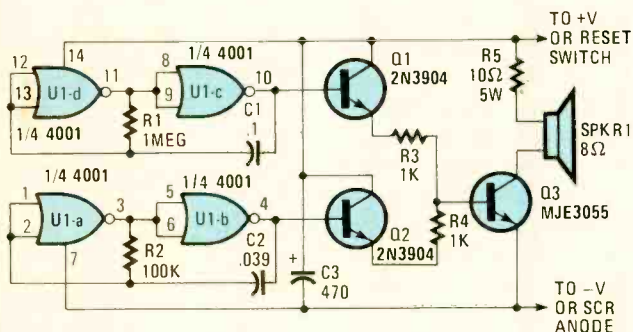 TO +V
OR RESET
SWITCH
14
12
13
11
U1-d
1/4 4001
1/4 4001
8
9
10
U1-c
C1
.1
R1
1MEG
Q1
2N3904
R5
10Ω
5W
SPKR1
8Ω
R3
1K
1/4 4001
1
2
3
U1-a
7
1/4 4001
5
6
4
U1-b
R2
100K
C2
.039
+
C3
470
Q2
2N3904
R4
1K
Q3
MJE3055
TO −V
OR SCR
ANODE